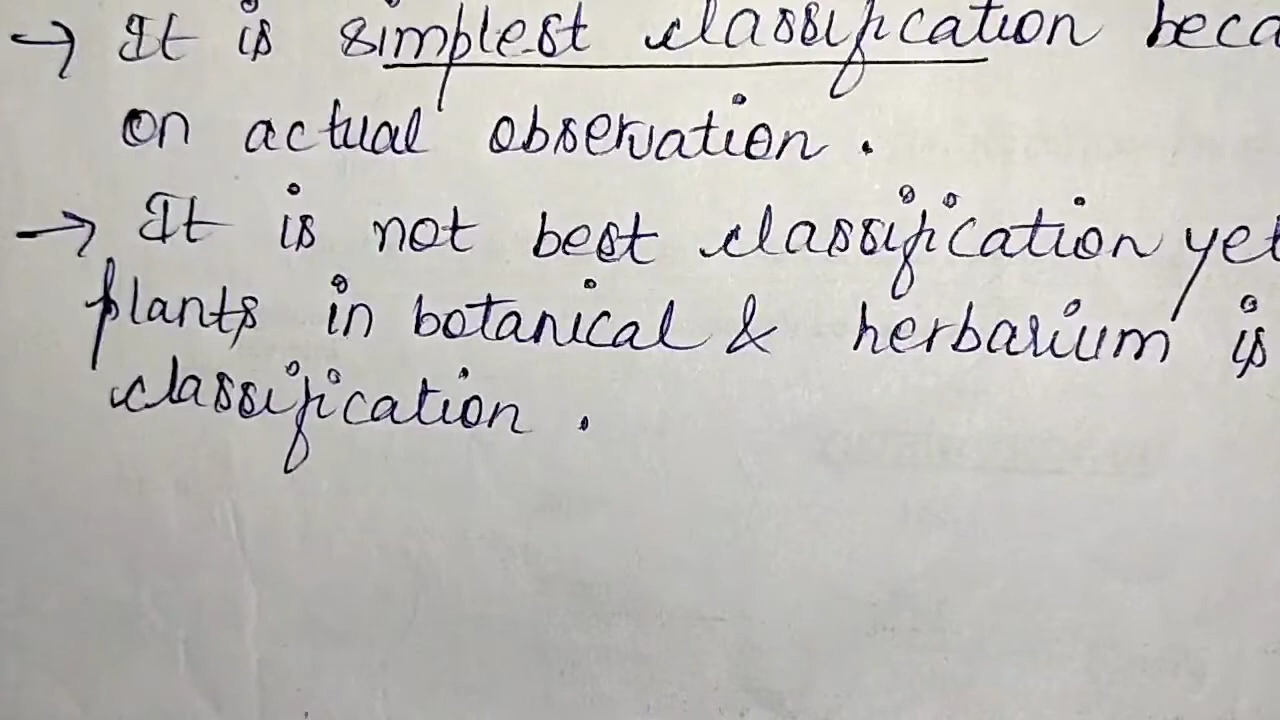 → It is simplest classification beca
on actual observation.
→ It is not best classification yet
plants in botanical & herbarium is
classification.